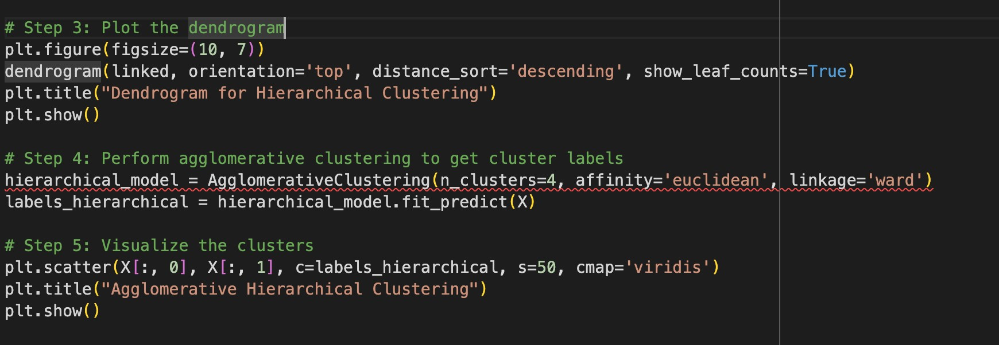 # Step 3: Plot the dendrogram
plt.figure(figsize=(10, 7))
dendrogram(linked, orientation='top', distance_sort='descending', show_leaf_counts=True)
plt.title("Dendrogram for Hierarchical Clustering")
plt.show()
# Step 4: Perform agglomerative clustering to get cluster labels
hierarchical_model = AgglomerativeClustering(n_clusters=4, affinity='euclidean', linkage='ward')
labels_hierarchical = hierarchical_model.fit_predict(X)
# Step 5: Visualize the clusters
plt.scatter(X[:, 0], X[:, 1], c=labels_hierarchical, s=50, cmap='viridis')
plt.title("Agglomerative Hierarchical Clustering")
plt.show()